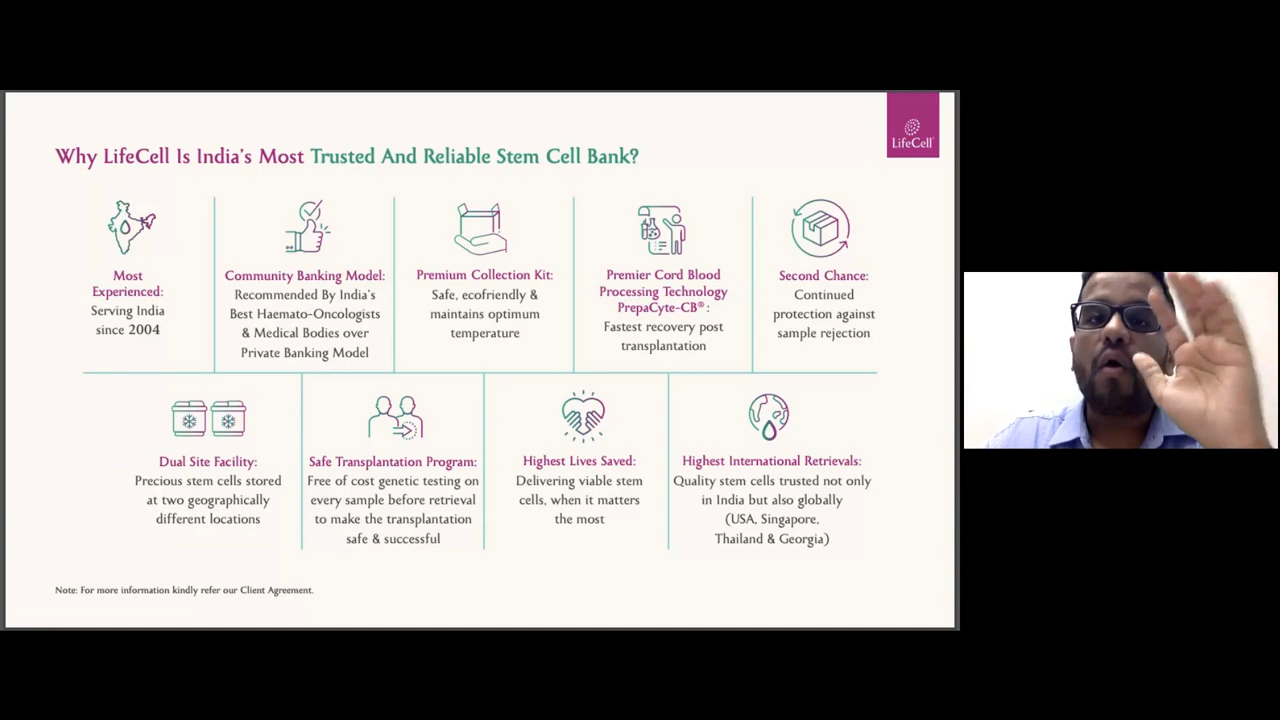 LifeCell
Why LifeCell Is India's Most Trusted And Reliable Stem Cell Bank?
Most
Experienced:
Serving India
since 2004
Community Banking Model:
Recommended By India's
Best Haemato-Oncologists
& Medical Bodies over
Private Banking Model
Premium Collection Kit:
Safe, ecofriendly &
maintains optimum
temperature
Premier Cord Blood
Processing Technology
PrepaCyte-CB®:
Fastest recovery post
transplantation
Second Chance:
Continued
protection against
sample rejection
Dual Site Facility:
Precious stem cells stored
at two geographically
different locations
Safe Transplantation Program:
Free of cost genetic testing on
every sample before retrieval
to make the transplantation
safe & successful
Highest Lives Saved:
Delivering viable stem
cells, when it matters
the most
Highest International Retrievals:
Quality stem cells trusted not only
in India but also globally
(USA, Singapore,
Thailand & Georgia)
Note: For more information kindly refer our Client Agreement.